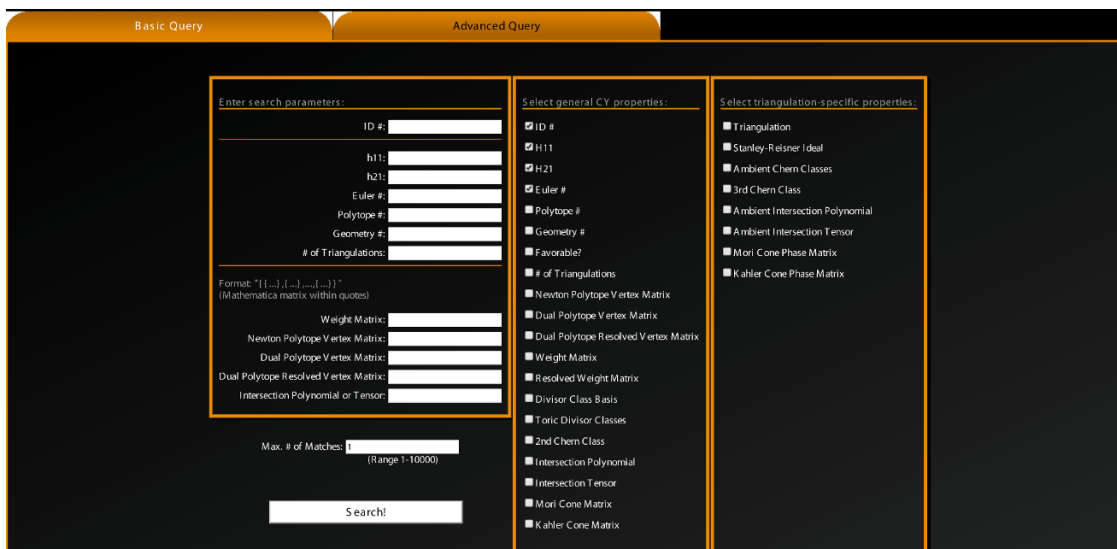 Basic Query
Advanced Query
Enter search parameters:
ID #:
h11:
h21:
Euler #:
Polytope #:
Geometry #:
# of Triangulations:
Format: "{{...},{...},...,{...}}"
(Mathematica matrix within quotes)
Weight Matrix:
Newton Polytope Vertex Matrix:
Dual Polytope Vertex Matrix:
Dual Polytope Resolved Vertex Matrix:
Intersection Polynomial or Tensor:
Max. # of Matches: 1
(Range 1-10000)
Search!
Select general CY properties:
ID #
H11
H21
Euler #
Polytope #
Geometry #
Favorable?
# of Triangulations
Newton Polytope Vertex Matrix
Dual Polytope Vertex Matrix
Dual Polytope Resolved Vertex Matrix
Weight Matrix
Resolved Weight Matrix
Divisor Class Basis
Toric Divisor Classes
2nd Chern Class
Intersection Polynomial
Intersection Tensor
Mori Cone Matrix
Kahler Cone Matrix
Select triangulation-specific properties:
Triangulation
Stanley-Reisner Ideal
Ambient Chern Classes
3rd Chern Class
Ambient Intersection Polynomial
Ambient Intersection Tensor
Mori Cone Phase Matrix
Kahler Cone Phase Matrix